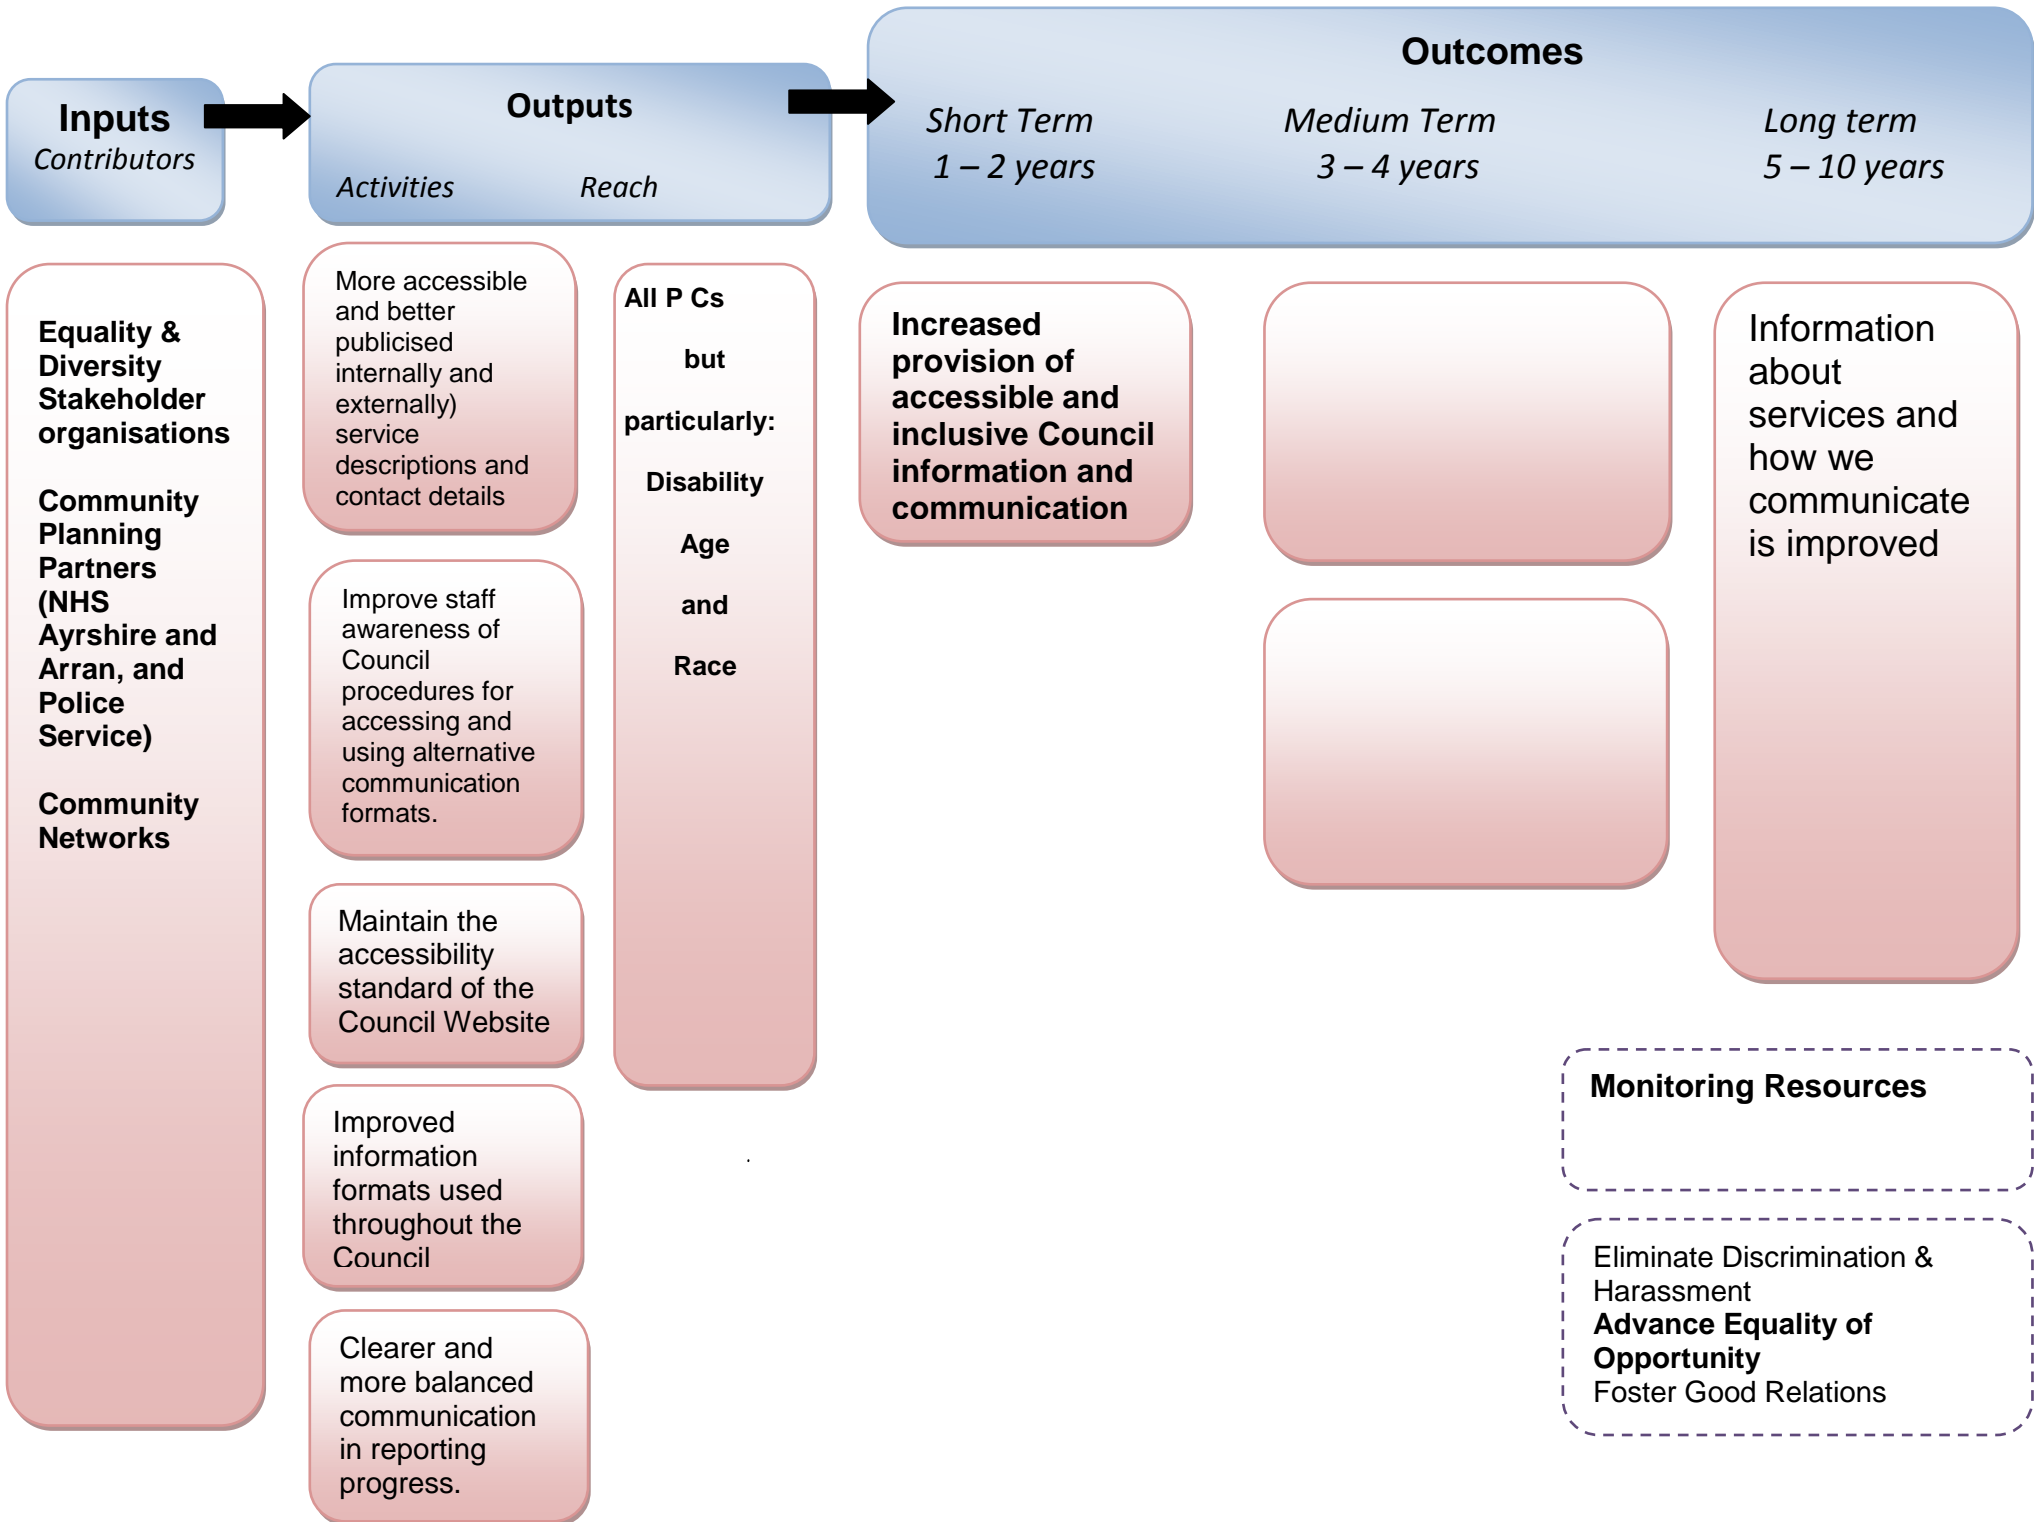 Inputs
Contributors
Outputs
Activities Reach
Outcomes
Short Term Medium Term Long term
1 – 2 years 3 – 4 years 5 – 10 years
Equality &
Diversity
Stakeholder
organisations
Community
Planning
Partners
(NHS
Ayrshire and
Arran, and
Police
Service)
Community
Networks
More accessible
and better
publicised
internally and
externally)
service
descriptions and
contact details
Improve staff
awareness of
Council
procedures for
accessing and
using alternative
communication
formats.
Maintain the
accessibility
standard of the
Council Website
Improved
information
formats used
throughout the
Council
Clearer and
more balanced
communication
in reporting
progress.
All P Cs
but
particularly:
Disability
Age
and
Race
.
Increased
provision of
accessible and
inclusive Council
information and
communication
Information
about
services and
how we
communicate
is improved
Monitoring Resources
Eliminate Discrimination &
Harassment
Advance Equality of
Opportunity
Foster Good Relations